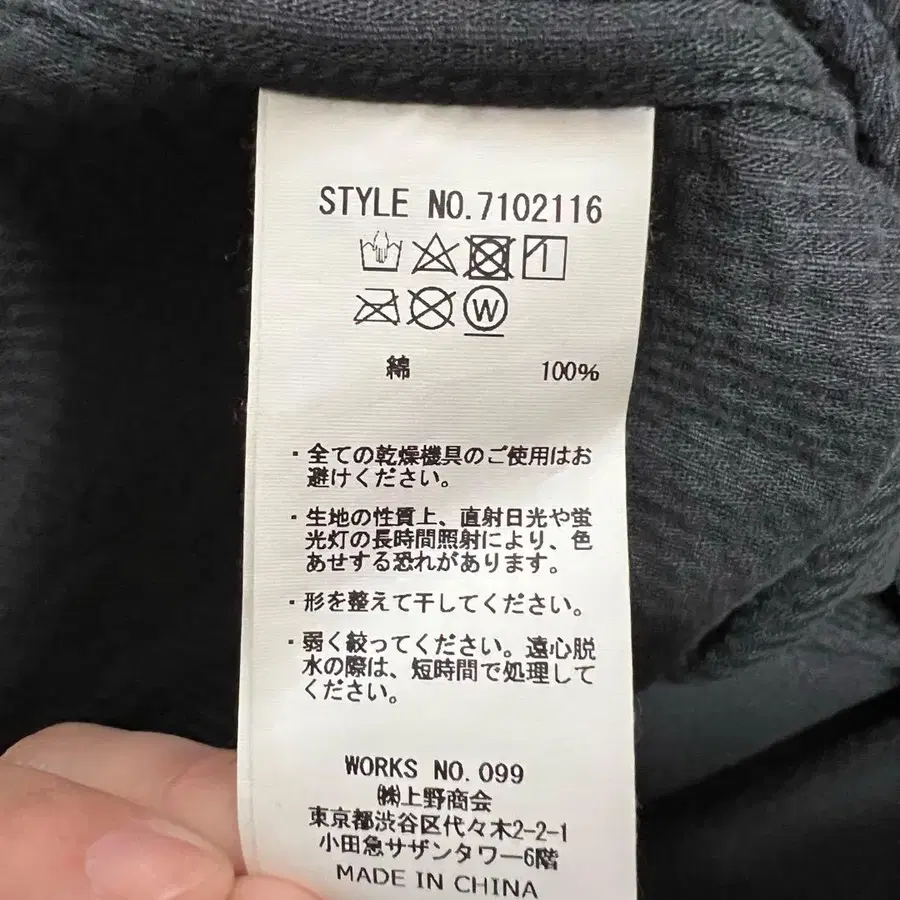 STYLE NO.7102116
W
綿 100%
・全ての乾燥機具のご使用はお
避けください。
・生地の性質上、直射日光や蛍
光灯の長時間照射により、色
あせする恐れがあります。
・形を整えて干してください。
・弱く絞ってください。遠心脱
水の際は、短時間で処理して
ください。
WORKS NO.099
㈱上野商会
東京都渋谷区代々木2-2-1
小田急サザンタワー6階
MADE IN CHINA